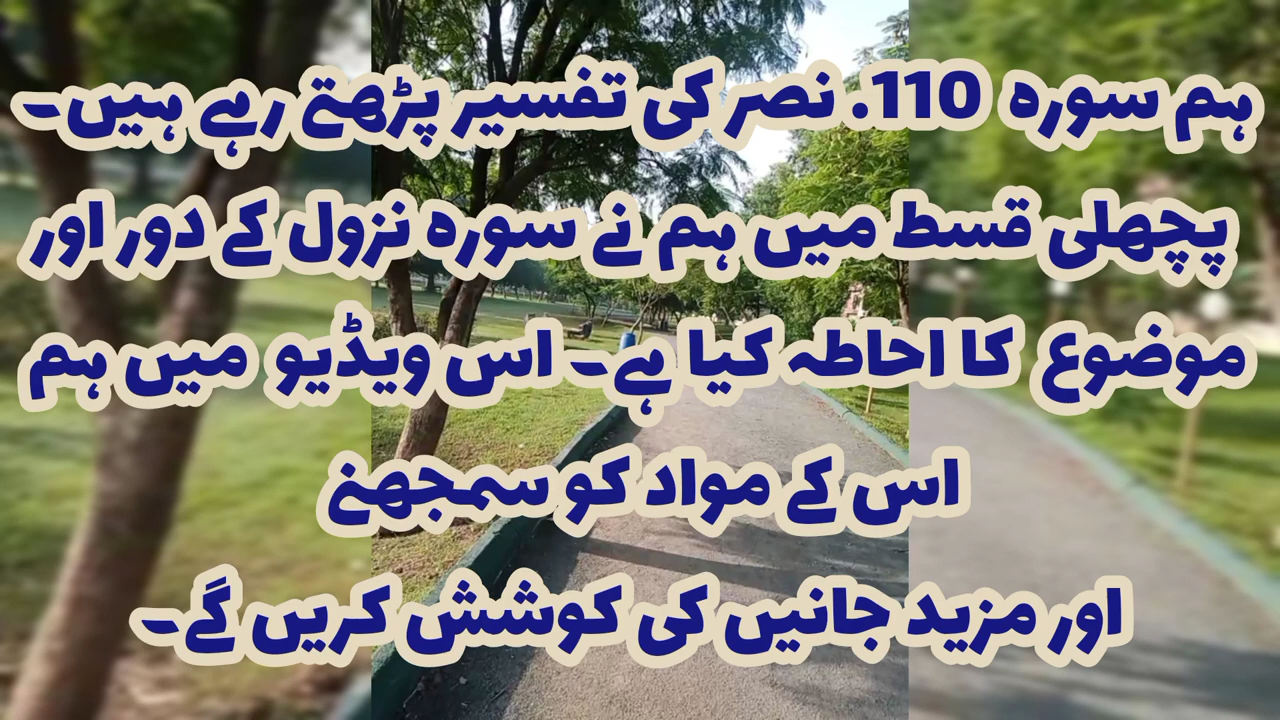 ہم سورہ 110. نصر کی تفسیر پڑھتے رہے ہیں۔
پچھلی قسط میں ہم نے سورہ نزول کے دور اور
موضوع کا احاطہ کیا ہے۔ اس ویڈیو میں ہم
اس کے مواد کو سمجھنے
اور مزید جانیں کی کوشش کریں گے۔